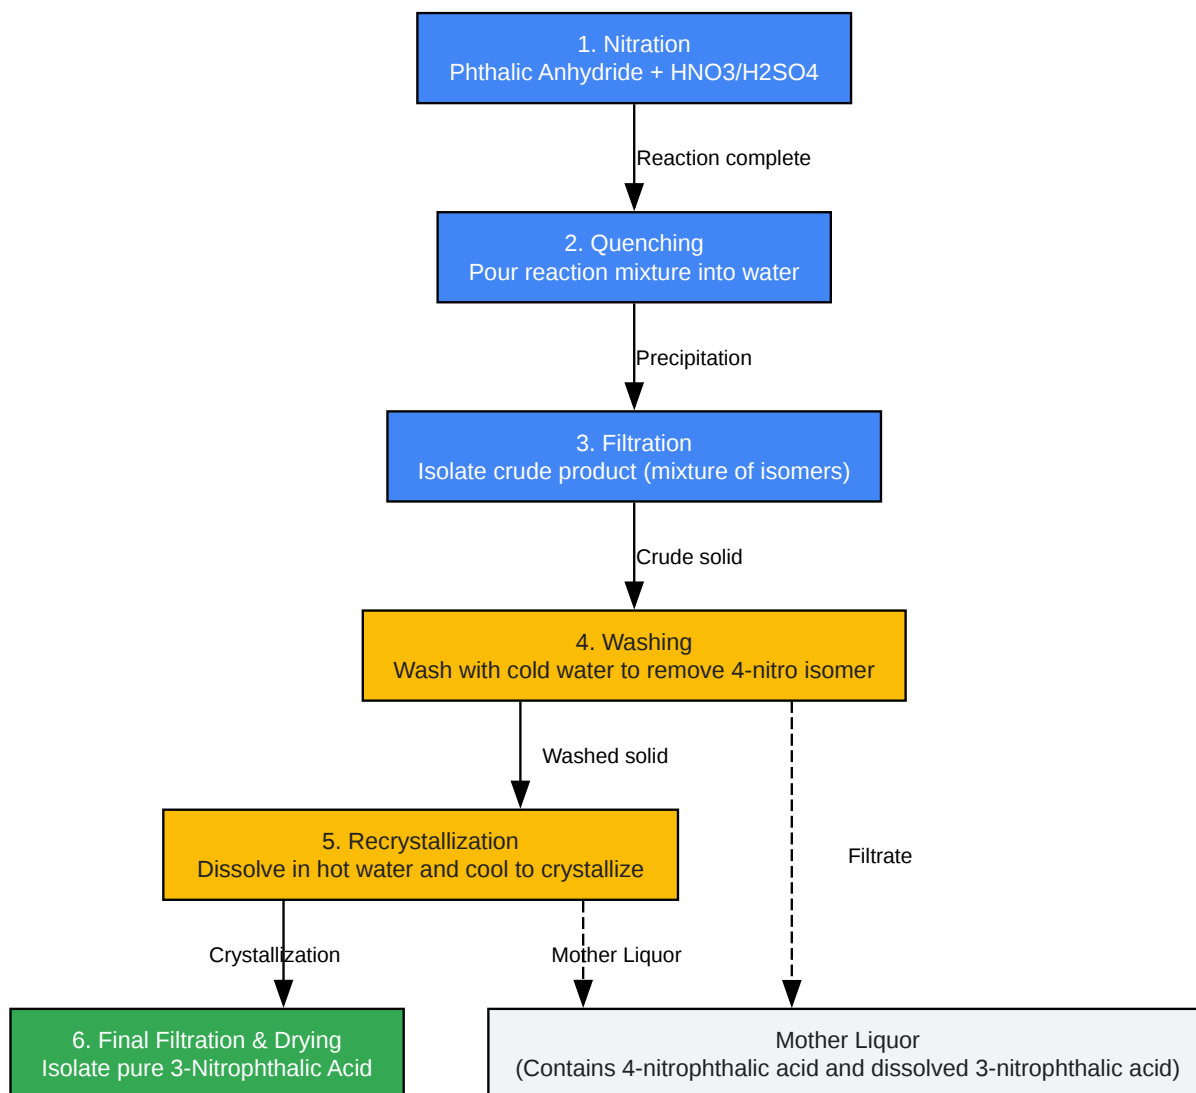 1. Nitration
Phthalic Anhydride + HNO3/H2SO4
Reaction complete
2. Quenching
Pour reaction mixture into water
Precipitation
3. Filtration
Isolate crude product (mixture of isomers)
Crude solid
4. Washing
Wash with cold water to remove 4-nitro isomer
Washed solid
5. Recrystallization
Dissolve in hot water and cool to crystallize
Filtrate
Crystallization
Mother Liquor
6. Final Filtration & Drying
Isolate pure 3-Nitrophthalic Acid
Mother Liquor
(Contains 4-nitrophthalic acid and dissolved 3-nitrophthalic acid)